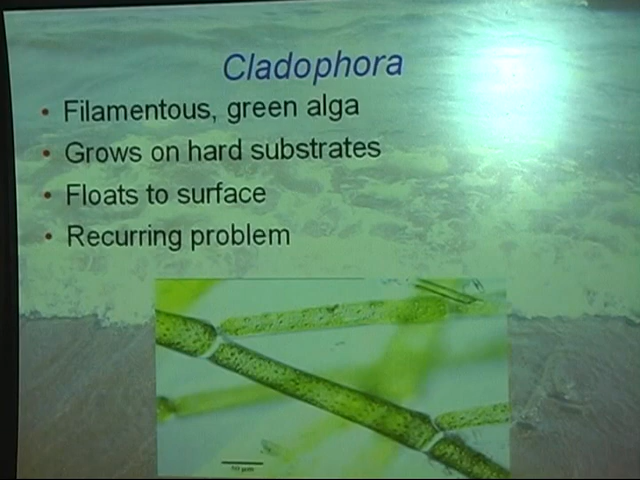 Cladophora
• Filamentous, green alga
• Grows on hard substrates
• Floats to surface
• Recurring problem